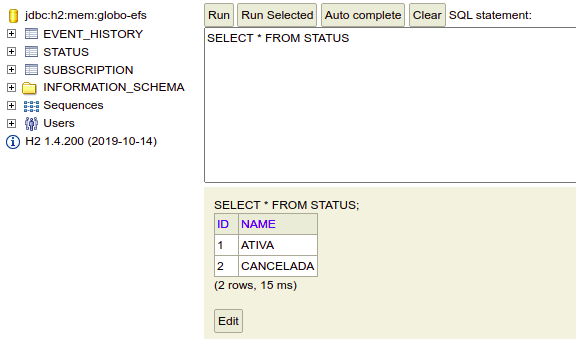 jdbc:h2:mem:globo-efs
EVENT_HISTORY
STATUS
SUBSCRIPTION
INFORMATION_SCHEMA
Sequences
Users
H2 1.4.200 (2019-10-14)
Run Run Selected Auto complete Clear SQL statement:
SELECT * FROM STATUS
SELECT * FROM STATUS;
ID NAME
1 ATIVA
2 CANCELADA
(2 rows, 15 ms)
Edit